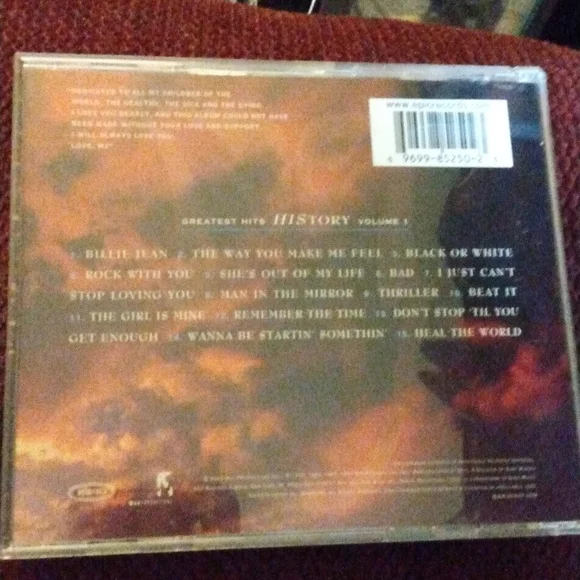 "DEDICATED TO ALL MY CHILDREN OF THE
WORLD, THE HEALTHY, THE SICK AND THE DYING.
I LOVE YOU DEARLY, AND THIS ALBUM COULD NOT HAVE
BEEN MADE WITHOUT YOUR LOVE AND SUPPORT.
I WILL ALWAYS LOVE YOU.
LOVE, MJ"
www.epicrecords.com
6 9699-85250-2
GREATEST HITS HISTORY VOLUME I
1. BILLIE JEAN 2. THE WAY YOU MAKE ME FEEL 3. BLACK OR WHITE
4. ROCK WITH YOU 5. SHE'S OUT OF MY LIFE 6. BAD 7. I JUST CAN'T
STOP LOVING YOU 8. MAN IN THE MIRROR 9. THRILLER 10. BEAT IT
11. THE GIRL IS MINE 12. REMEMBER THE TIME 13. DON'T STOP 'TIL YOU
GET ENOUGH 14. WANNA BE STARTIN' SOMETHIN' 15. HEAL THE WORLD